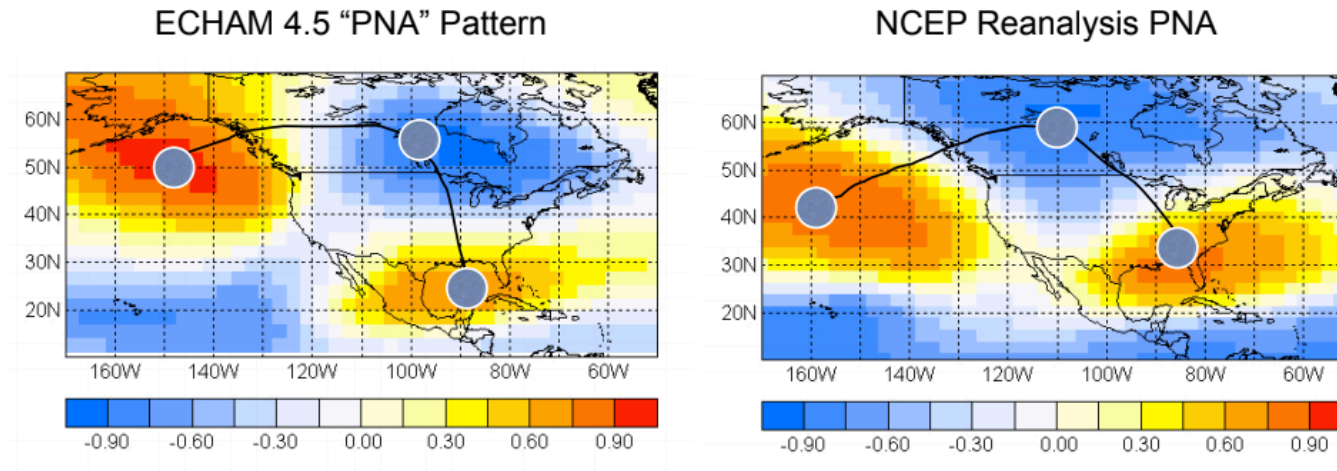 ECHAM 4.5 “PNA” Pattern
60N
50N
40N
30N
20N
160W 140W 120W 100W 80W 60W
-0.90 -0.60 -0.30 0.00 0.30 0.60 0.90
NCEP Reanalysis PNA
60N
50N
40N
30N
20N
160W 140W 120W 100W 80W 60W
-0.90 -0.60 -0.30 0.00 0.30 0.60 0.90